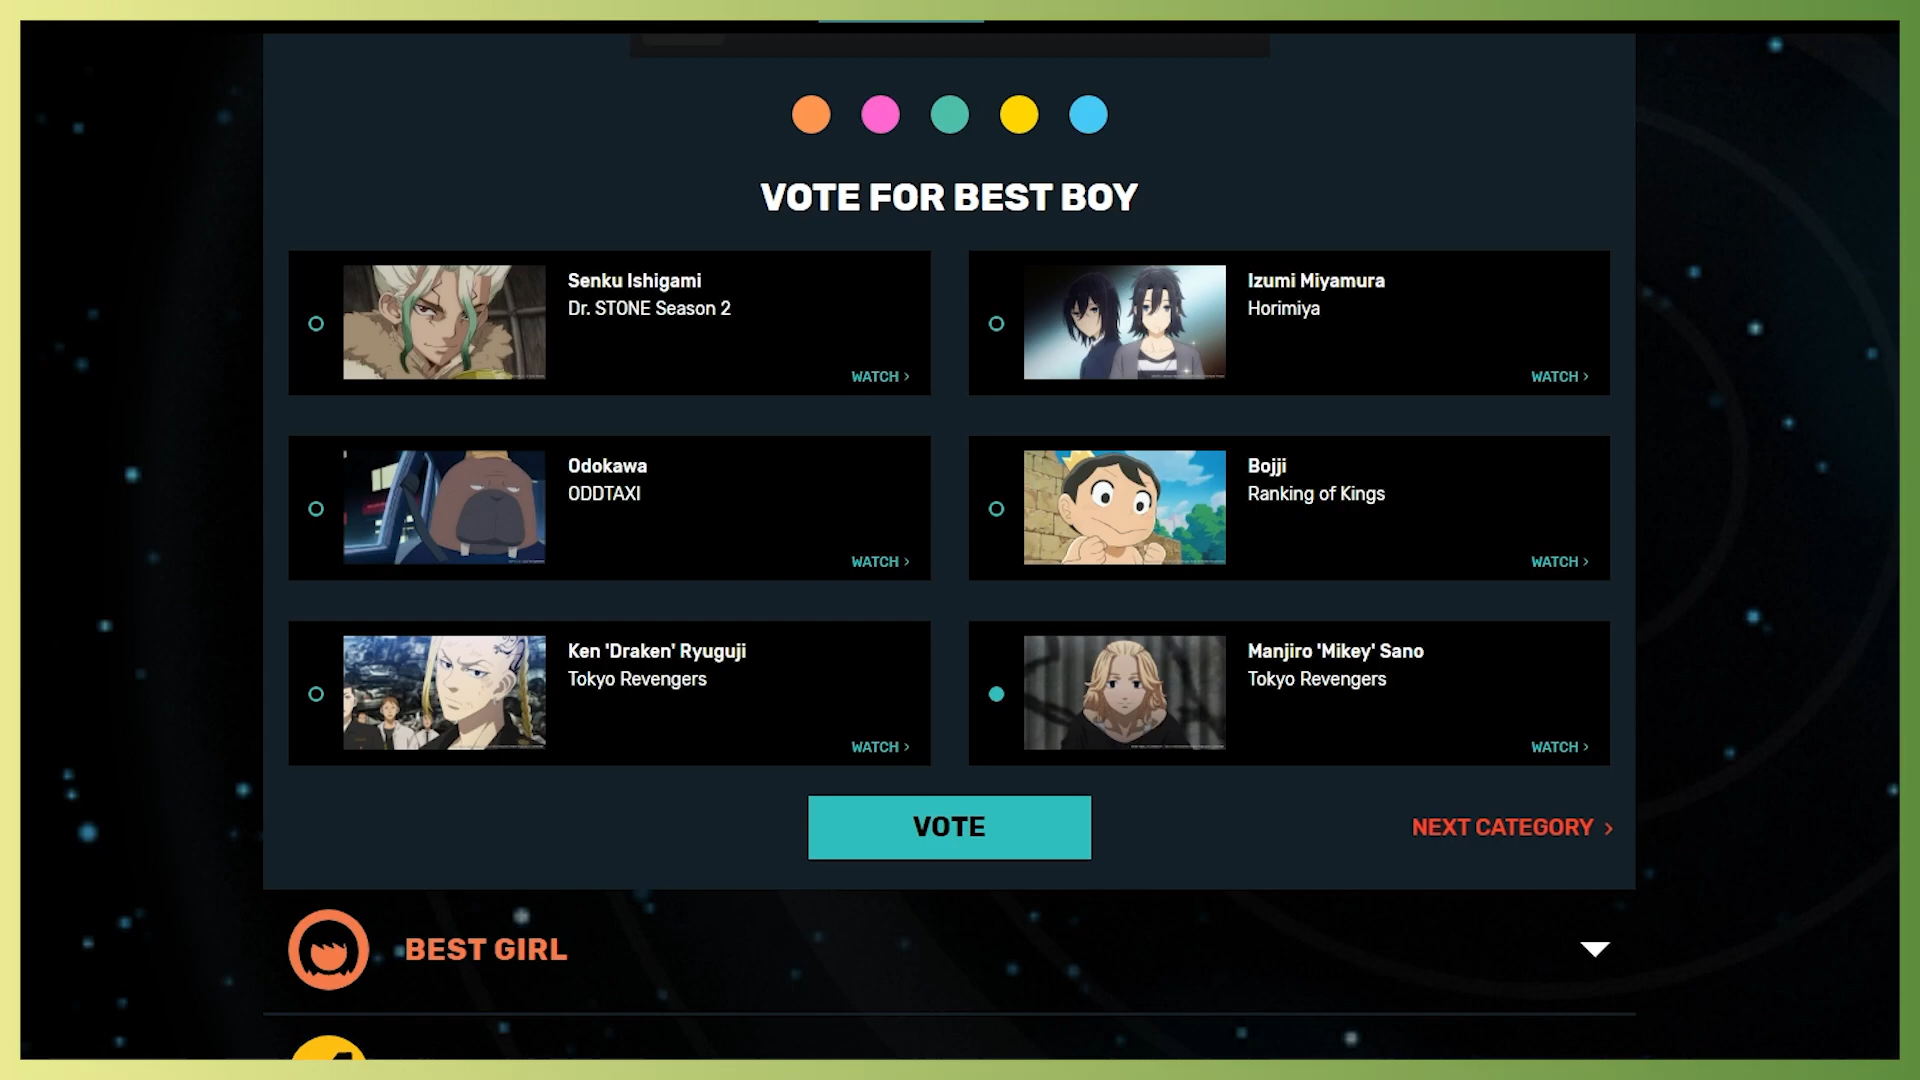 VOTE FOR BEST BOY
Senku Ishigami
Dr. STONE Season 2
WATCH >
Izumi Miyamura
Horimiya
WATCH >
Odokawa
ODDTAXI
WATCH >
Bojji
Ranking of Kings
WATCH >
Ken 'Draken' Ryuguji
Tokyo Revengers
WATCH >
Manjiro 'Mikey' Sano
Tokyo Revengers
WATCH >
VOTE
NEXT CATEGORY >
BEST GIRL